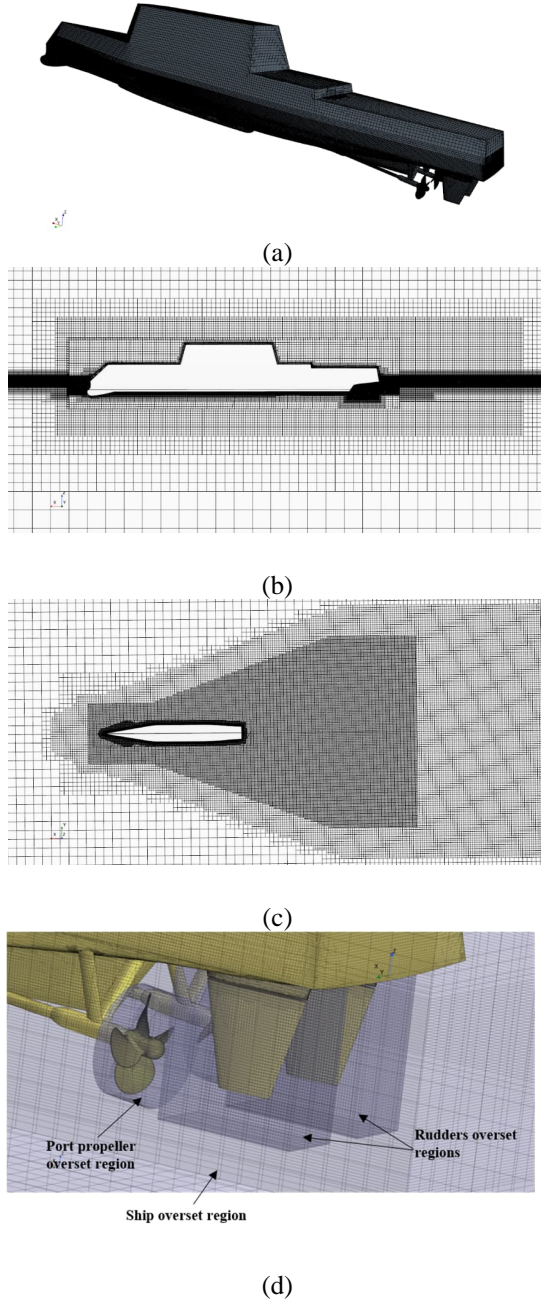 (a)
(b)
(c)
Port propeller
overset region
Rudders overset
regions
Ship overset region
(d)